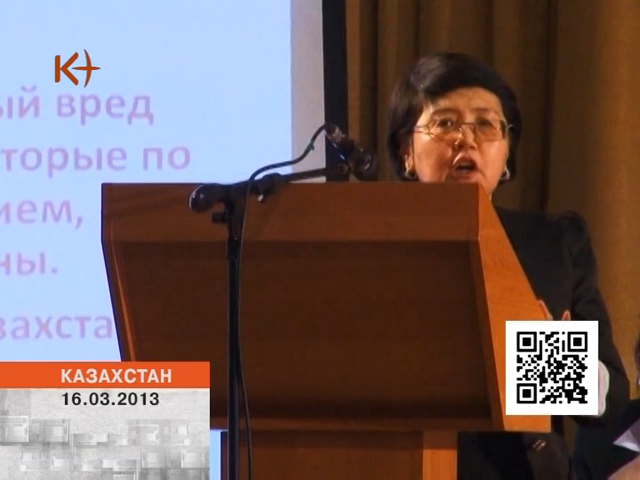 K+
ый вред
оторые по
ием,
ны.
захста
КАЗАХСТАН
16.03.2013